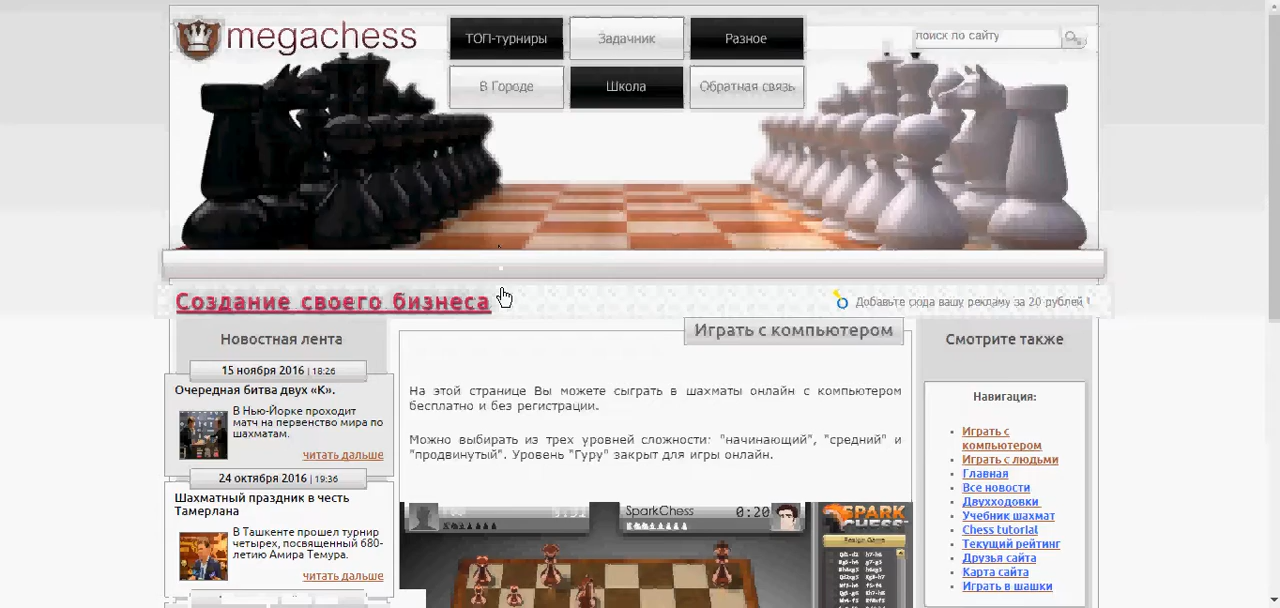 megachess
ТОП-турниры
Задачник
Разное
поиск по сайту
В Городе
Школа
Обратная связь
Создание своего бизнеса
Добавьте сюда вашу рекламу за 20 рублей !
Новостная лента
15 ноября 2016 | 18:26
Очередная битва двух «К».
В Нью-Йорке проходит
матч на первенство мира по
шахматам.
читать дальше
24 октября 2016 | 19:36
Шахматный праздник в честь
Тамерлана
В Ташкенте прошел турнир
четырех, посвященный 680-
летию Амира Темура.
читать дальше
Играть с компьютером
На этой странице Вы можете сыграть в шахматы онлайн с компьютером
бесплатно и без регистрации.
Можно выбирать из трех уровней сложности: "начинающий", "средний" и
"продвинутый". Уровень "Гуру" закрыт для игры онлайн.
SparkChess 0:20
SPARK
CHESS
Resign Game
Смотрите также
Навигация:
Играть с
компьютером
Играть с людьми
Главная
Все новости
Двухходовки
Учебник шахмат
Chess tutorial
Текущий рейтинг
Друзья сайта
Карта сайта
Играть в шашки